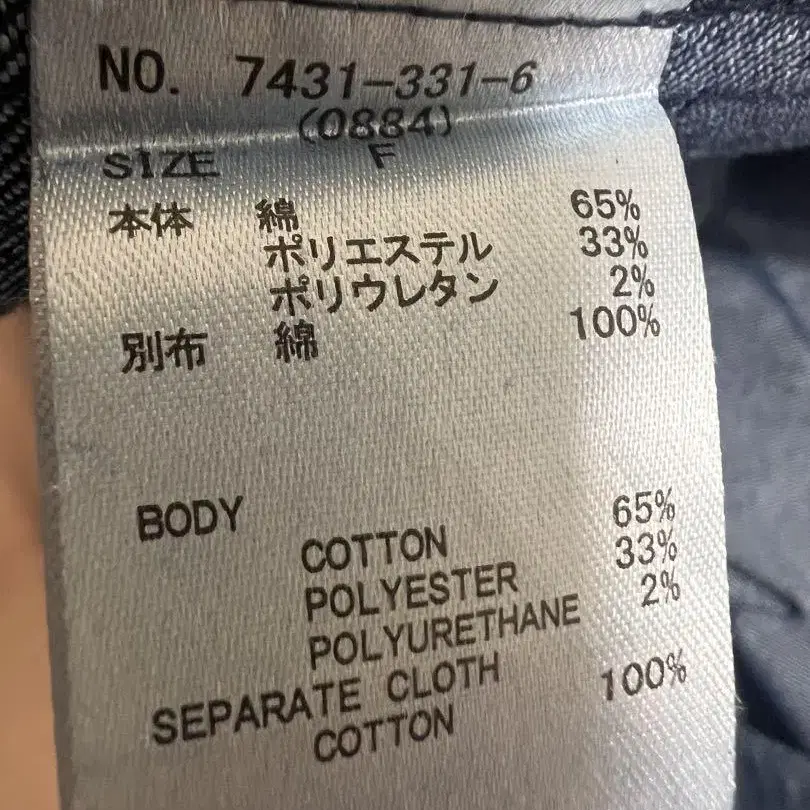 NO. 7431-331-6
(0884)
SIZE F
本体 綿 65%
ポリエステル 33%
ポリウレタン 2%
別布 綿 100%
BODY
COTTON 65%
POLYESTER 33%
POLYURETHANE 2%
SEPARATE CLOTH
COTTON 100%